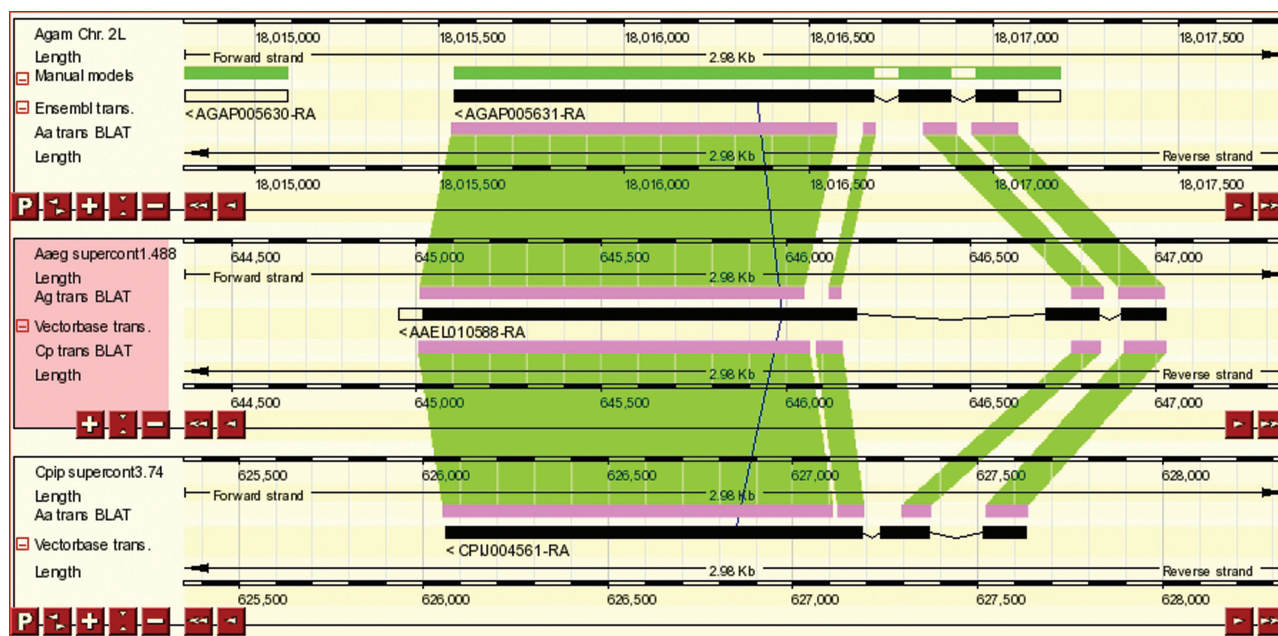 Agam Chr. 2L
18,015,000 18,015,500 18,016,000 18,016,500 18,017,000 18,017,500
Length Forward strand 2.98 Kb
Manual models
Ensembl trans.
<AGAP005630-RA <AGAP005631-RA
Aa trans BLAT
Length 2.98 Kb Reverse strand
18,015,000 18,015,500 18,016,000 18,016,500 18,017,000 18,017,500
P
Aaeg supercont1.488
644,500 645,000 645,500 646,000 646,500 647,000
Length Forward strand 2.98 Kb
Ag trans BLAT
Vectorbase trans.
<AAEL010588-RA
Cp trans BLAT
Length 2.98 Kb Reverse strand
644,500 645,000 645,500 646,000 646,500 647,000
Cpip supercont3.74
625,500 626,000 626,500 627,000 627,500 628,000
Length Forward strand 2.98 Kb
Aa trans BLAT
Vectorbase trans.
< CPIJ004561-RA
Length 2.98 Kb Reverse strand
625,500 626,000 626,500 627,000 627,500 628,000
P